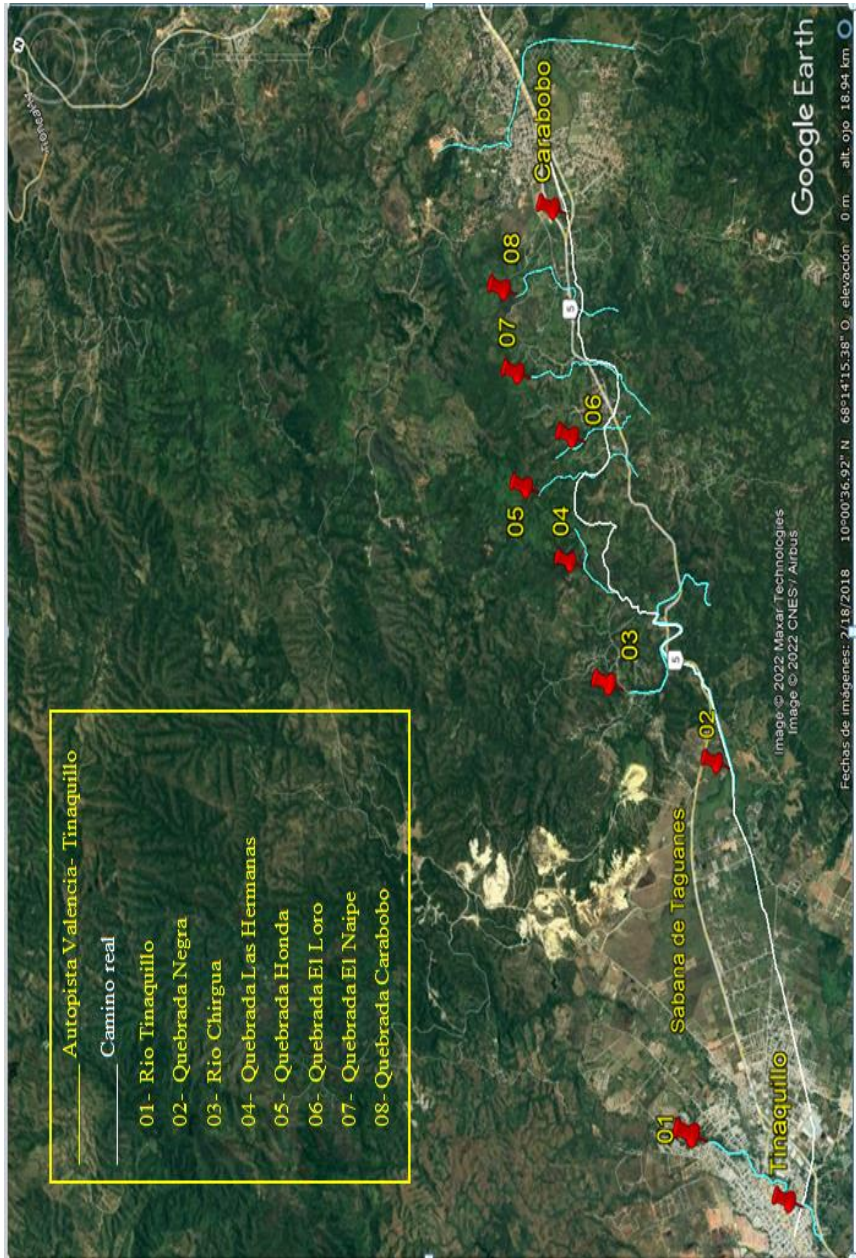 Autopista Valencia- Tinaquillo
Camino real
01- Rio Tinaquillo
02- Quebrada Negra
03- Rio Chirgua
04- Quebrada Las Hermanas
05- Quebrada Honda
06- Quebrada El Loro
07- Quebrada El Naipe
08- Quebrada Carabobo
01
Tinaquillo
Sabana de Taguanes
02
03
04
05
06
07
08
Carabobo
5
5
Image © 2022 Maxar Technologies
Image © 2022 CNES / Airbus
Google Earth
Fechas de imágenes: 2/18/2018 10°00'36.92" N 68°14'15.38" O elevación 0 m alt. ojo 18.94 km
N